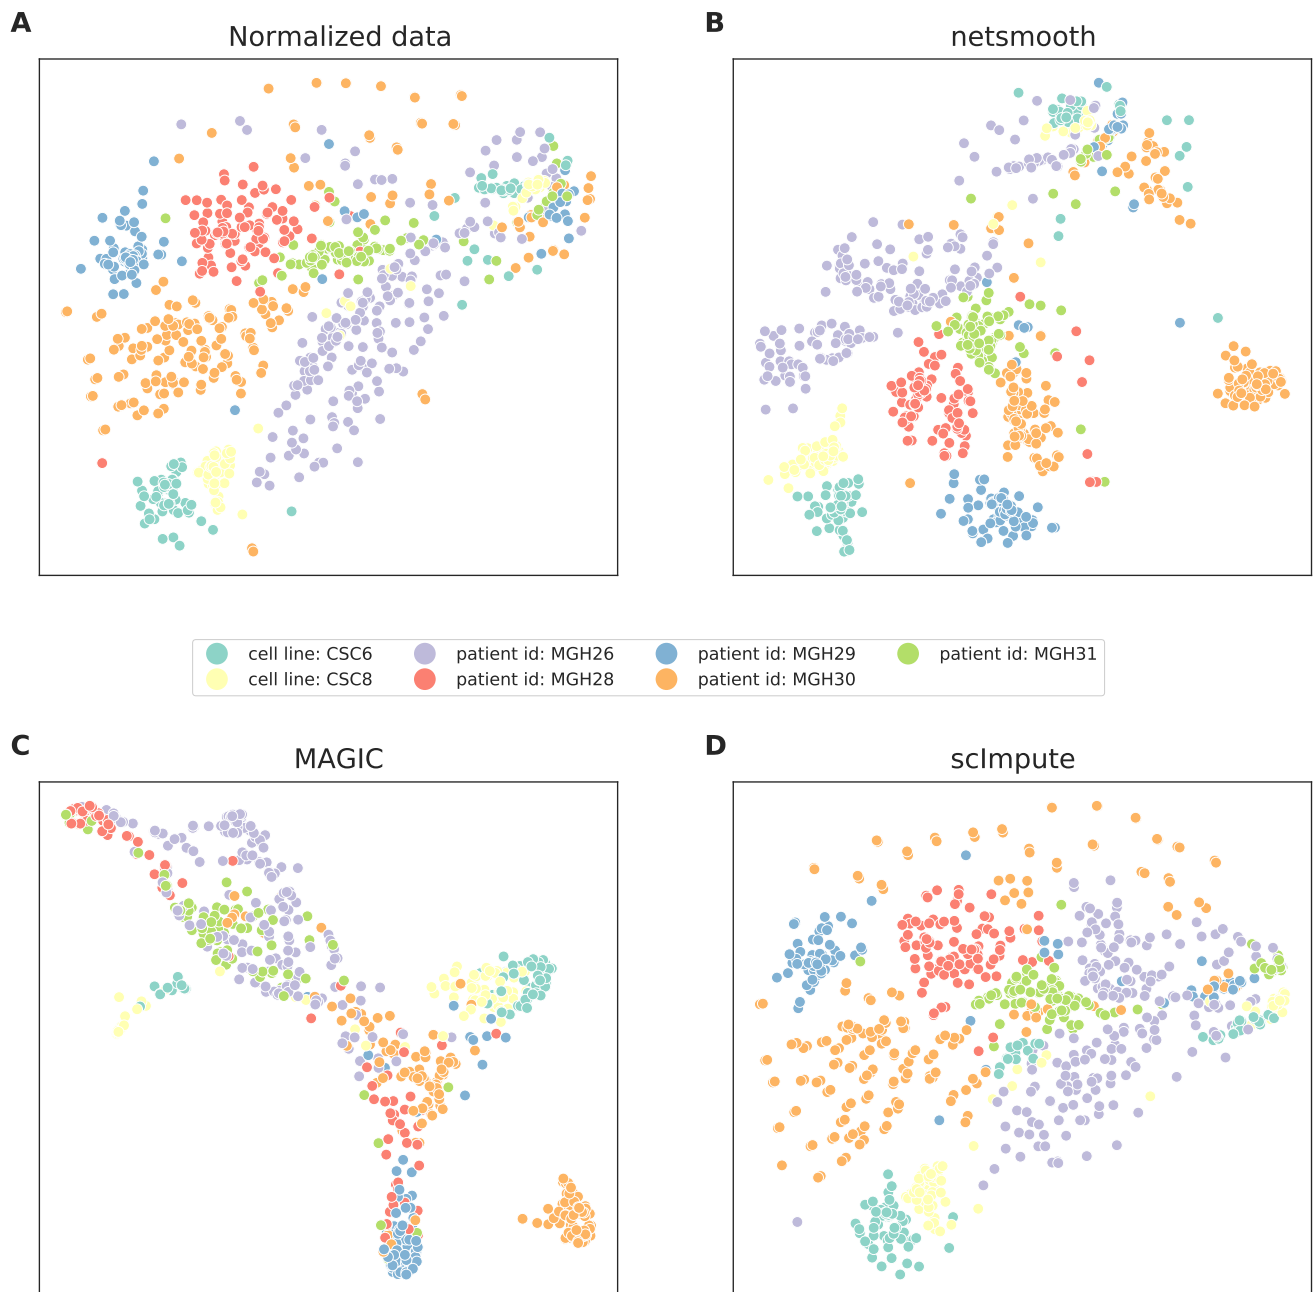 A
Normalized data
B
netsmooth
cell line: CSC6
patient id: MGH26
patient id: MGH29
patient id: MGH31
cell line: CSC8
patient id: MGH28
patient id: MGH30
C
MAGIC
D
scImpute